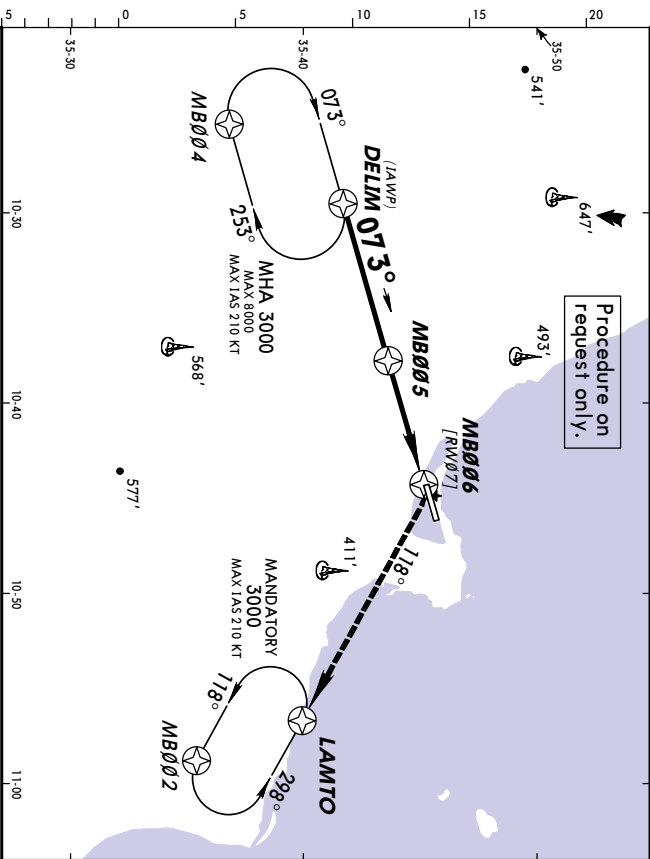 5
0
5
10
15
20
35-30
35-40
35-50
10-30
10-40
10-50
11-00
541'
647'
493'
568'
577'
411'
Procedure on
request only.
MBØØ4
073°
253°
(IAWP)
DELIM
073°
MHA 3000
MAX 8000
MAX IAS 210 KT
MBØØ5
MBØØ6
[RWØ7]
118°
MANDATORY
3000
MAX IAS 210 KT
118°
298°
LAMTO
MBØØ2